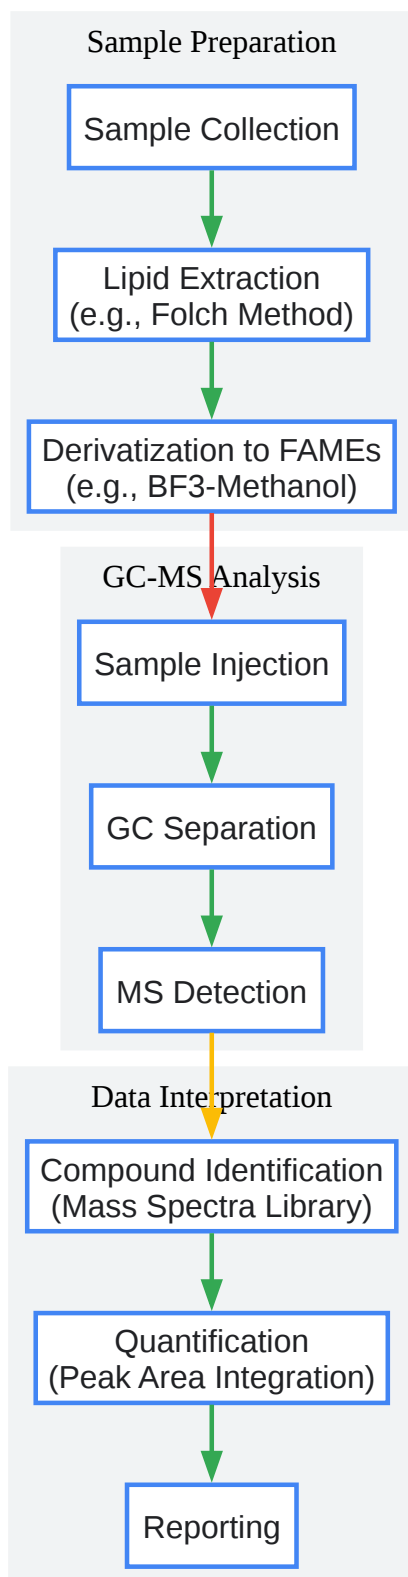 Sample Preparation
Sample Collection
Lipid Extraction
(e.g., Folch Method)
Derivatization to FAMEs
(e.g., BF3-Methanol)
GC-MS Analysis
Sample Injection
GC Separation
MS Detection
Data Interpretation
Compound Identification
(Mass Spectra Library)
Quantification
(Peak Area Integration)
Reporting